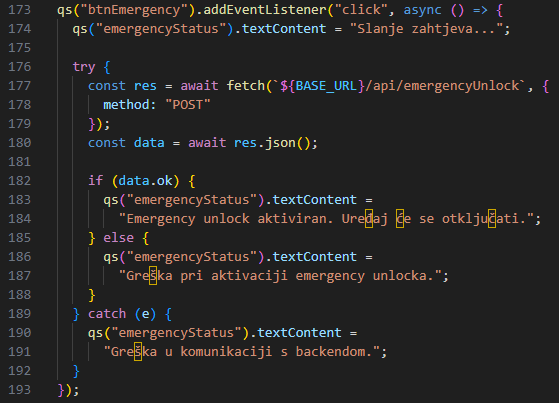 173 qs("btnEmergency").addEventListener("click", async () => {
174 qs("emergencyStatus").textContent = "Slanje zahtjeva...";
175
176 try {
177 const res = await fetch(`${BASE_URL}/api/emergencyUnlock`, {
178 method: "POST"
179 });
180 const data = await res.json();
181
182 if (data.ok) {
183 qs("emergencyStatus").textContent =
184 "Emergency unlock aktiviran. Uređaj će se otključati.";
185 } else {
186 qs("emergencyStatus").textContent =
187 "Greška pri aktivaciji emergency unlocka.";
188 }
189 } catch (e) {
190 qs("emergencyStatus").textContent =
191 "Greška u komunikaciji s backendom.";
192 }
193 });